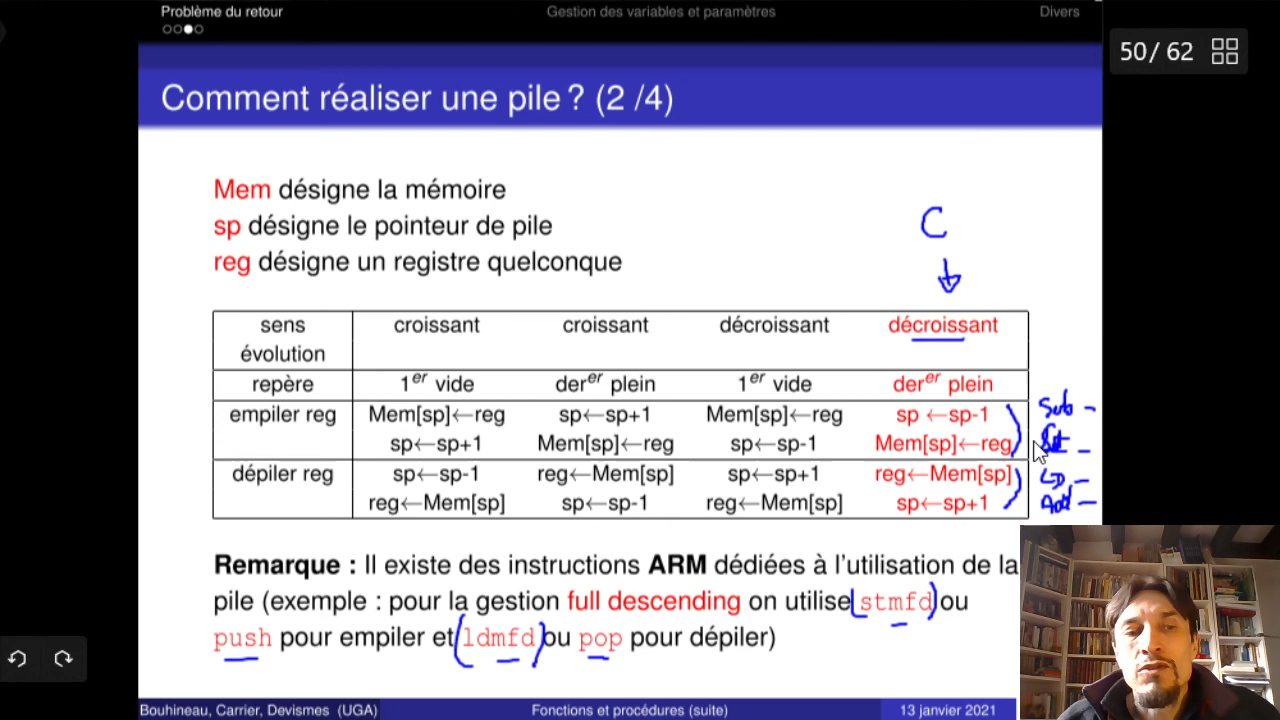 Problème du retour
Gestion des variables et paramètres
Divers
50/ 62
Comment réaliser une pile ? (2 /4)
Mem désigne la mémoire
sp désigne le pointeur de pile
reg désigne un registre quelconque
C
sens évolution croissant croissant décroissant décroissant
repère 1er vide derer plein 1er vide derer plein
empiler reg Mem[sp]←reg sp←sp+1 Mem[sp]←reg sp ←sp-1 Sub –
sp←sp+1 Mem[sp]←reg sp←sp-1 Mem[sp]←reg
dépiler reg sp←sp-1 reg←Mem[sp] sp←sp+1 reg←Mem[sp] LD –
reg←Mem[sp] sp←sp-1 reg←Mem[sp] sp←sp+1 Add –
Remarque : Il existe des instructions ARM dédiées à l'utilisation de la
pile (exemple : pour la gestion full descending on utilise stmfd ou
push pour empiler et ldmfd ou pop pour dépiler)
Bouhineau, Carrier, Devismes (UGA)
Fonctions et procédures (suite)
13 janvier 2021